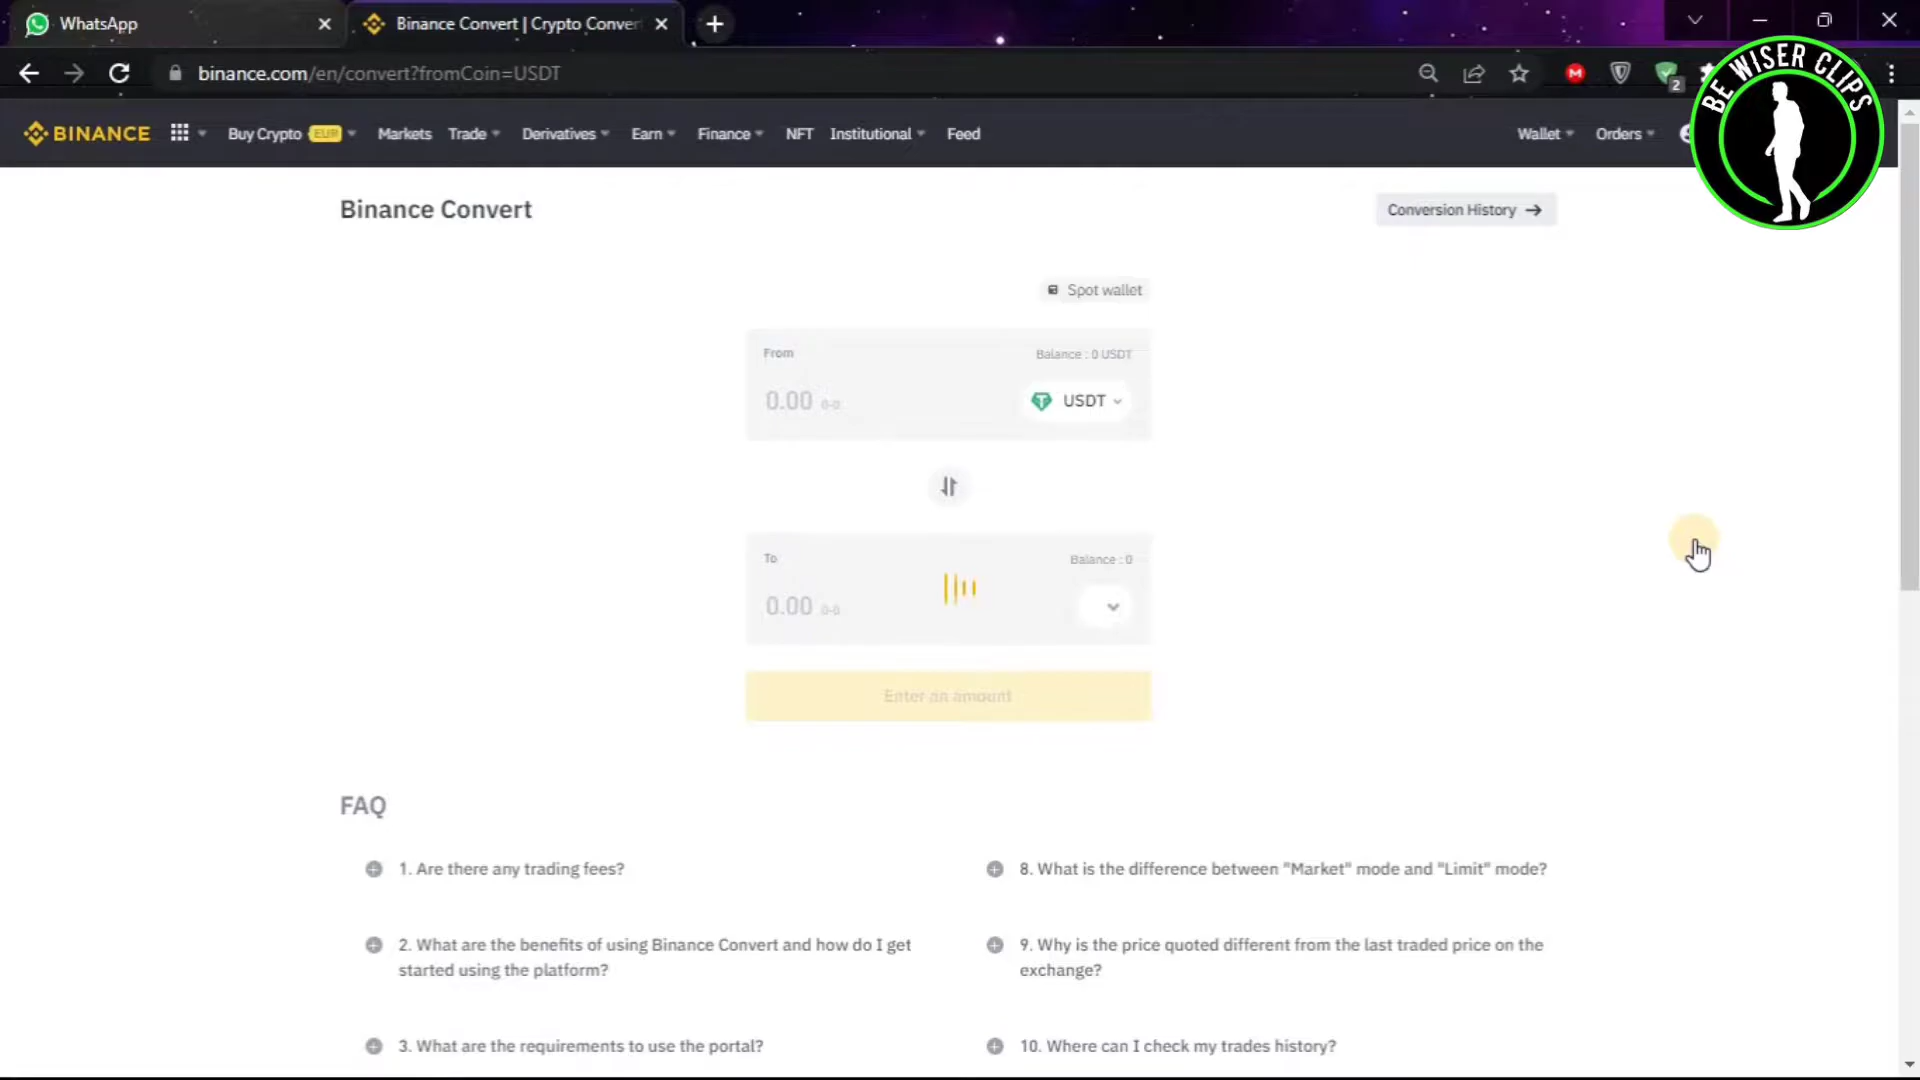 WhatsApp
Binance Convert | Crypto Conver
binance.com/en/convert?fromCoin=USDT
M
2
BE WISER CLIPS
BINANCE
Buy Crypto EUR
Markets
Trade
Derivatives
Earn
Finance
NFT
Institutional
Feed
Wallet
Orders
Binance Convert
Conversion History
Spot wallet
From
Balance : 0 USDT
0.00 0-0
USDT
To
Balance : 0
0.00 0-0
Enter an amount
FAQ
1. Are there any trading fees?
8. What is the difference between "Market" mode and "Limit" mode?
2. What are the benefits of using Binance Convert and how do I get
started using the platform?
9. Why is the price quoted different from the last traded price on the
exchange?
3. What are the requirements to use the portal?
10. Where can I check my trades history?